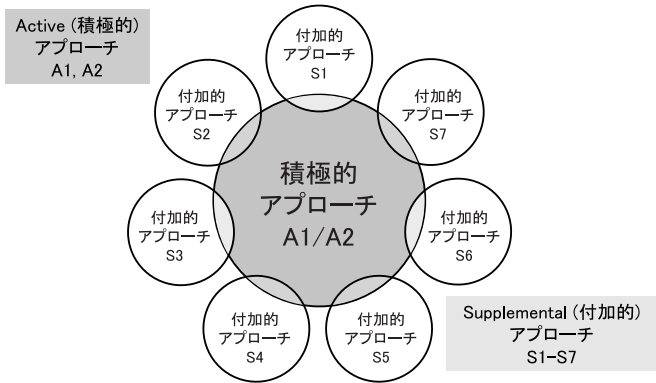 Active (積極的)
アプローチ
A1, A2
付加的
アプローチ
S1
付加的
アプローチ
S2
付加的
アプローチ
S7
積極的
アプローチ
A1/A2
付加的
アプローチ
S3
付加的
アプローチ
S6
付加的
アプローチ
S4
付加的
アプローチ
S5
Supplemental (付加的)
アプローチ
S1-S7